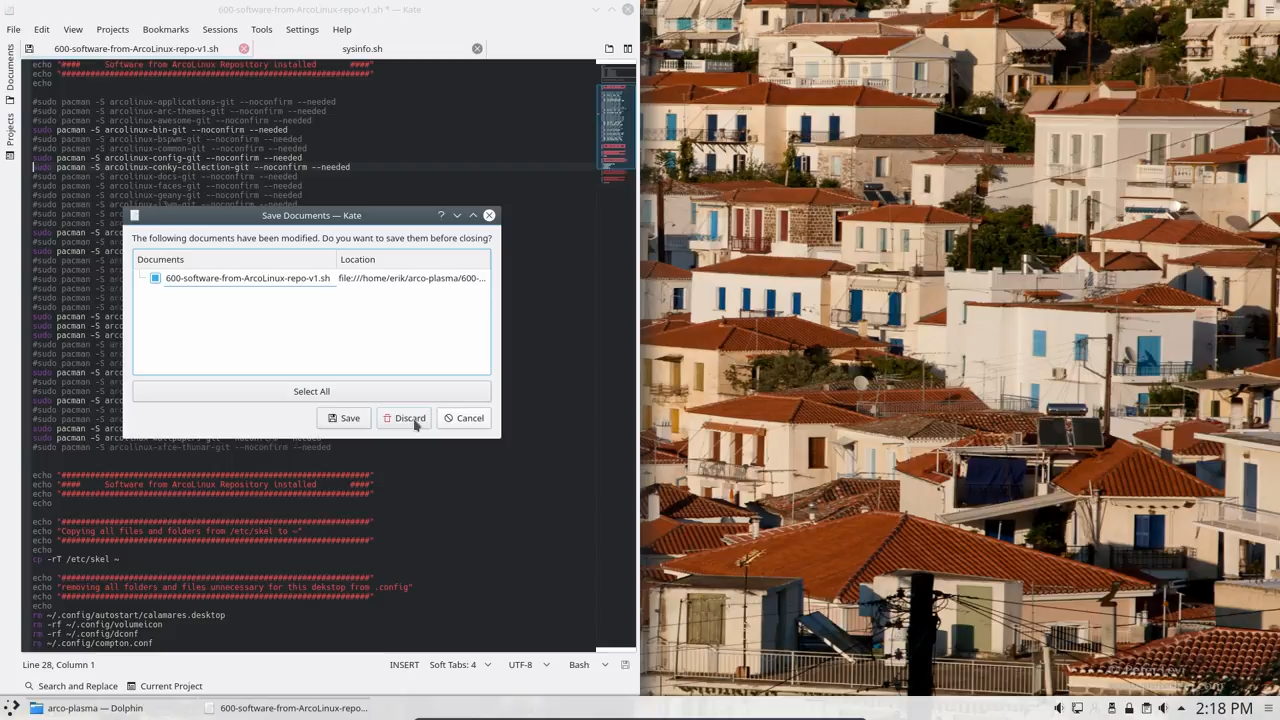 600-software-from-ArcoLinux-repo-v1.sh * — Kate
Edit View Projects Bookmarks Sessions Tools Settings Help
600-software-from-ArcoLinux-repo-v1.sh sysinfo.sh
Documents
Projects
echo "#### Software from ArcoLinux Repository installed ####"
echo "##################################################################"
echo
#sudo pacman -S arcolinux-applications-git --noconfirm --needed
#sudo pacman -S arcolinux-arc-themes-git --noconfirm --needed
#sudo pacman -S arcolinux-awesome-git --noconfirm --needed
sudo pacman -S arcolinux-bin-git --noconfirm --needed
#sudo pacman -S arcolinux-bspwm-git --noconfirm --needed
#sudo pacman -S arcolinux-common-git --noconfirm --needed
sudo pacman -S arcolinux-config-git --noconfirm --needed
sudo pacman -S arcolinux-conky-collection-git --noconfirm --needed
#sudo pacman -S arcolinux-docs-git --noconfirm --needed
#sudo pacman -S arcolinux-faces-git --noconfirm --needed
#sudo pacman -S arcolinux-geany-git --noconfirm --needed
Save Documents — Kate
The following documents have been modified. Do you want to save them before closing?
Documents Location
600-software-from-ArcoLinux-repo-v1.sh file:///home/erik/arco-plasma/600-...
Select All
Save Discard Cancel
#sudo pacman -S arcolinux-xfce-thunar-git --noconfirm --needed
echo "##################################################################"
echo "#### Software from ArcoLinux Repository installed ####"
echo "##################################################################"
echo
echo "##################################################################"
echo "Copying all files and folders from /etc/skel to ~"
echo "##################################################################"
echo
cp -rT /etc/skel ~
echo "##################################################################"
echo "removing all folders and files unnecessary for this dekstop from .config"
echo "##################################################################"
echo
rm ~/.config/autostart/calamares.desktop
rm -rf ~/.config/volumeicon
rm -rf ~/.config/dconf
rm ~/.config/compton.conf
Line 28, Column 1 INSERT Soft Tabs: 4 UTF-8 Bash
Search and Replace Current Project
arco-plasma — Dolphin 600-software-from-ArcoLinux-repo... 2:18 PM